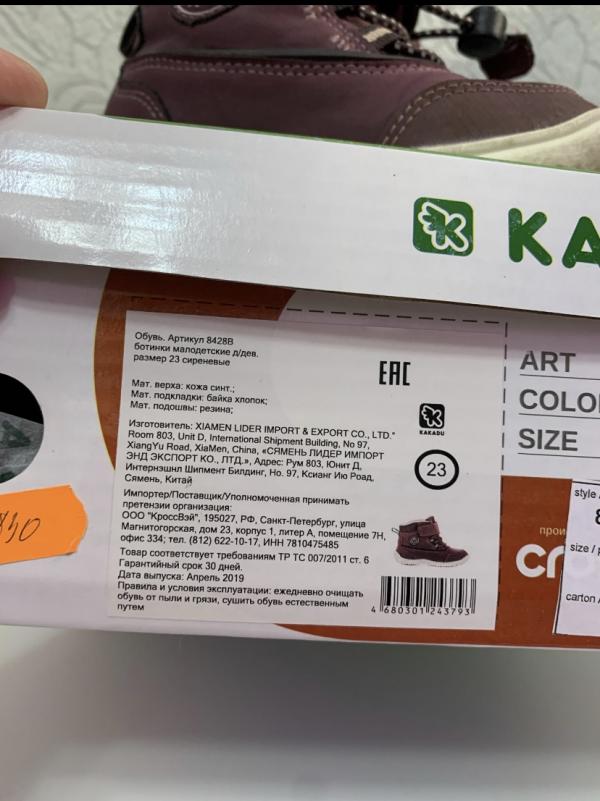 KA
Обувь. Артикул 8428B
ботинки малодетские д/дев.
размер 23 сиреневые
Мат. верха: кожа синт.;
Мат. подкладки: байка хлопок;
Мат. подошвы: резина;
EAC
KAKADU
23
Изготовитель: XIAMEN LIDER IMPORT & EXPORT CO., LTD."
Room 803, Unit D, International Shipment Building, No 97,
XiangYu Road, XiaMen, China, «СЯМЕНЬ ЛИДЕР ИМПОРТ
ЭНД ЭКСПОРТ КО., ЛТД.», Адрес: Рум 803, Юнит Д,
Интернэшнл Шипмент Билдинг, Но. 97, Ксианг Ию Роад,
Сямень, Китай
Импортер/Поставщик/Уполномоченная принимать
претензии организация:
ООО "КроссВэй", 195027, РФ, Санкт-Петербург, улица
Магнитогорская, дом 23, корпус 1, литер А, помещение 7Н,
офис 334; тел. (812) 622-10-17, ИНН 7810475485
Товар соответствует требованиям ТР ТС 007/2011 ст. 6
Гарантийный срок 30 дней.
Дата выпуска: Апрель 2019
Правила и условия эксплуатации: ежедневно очищать
обувь от пыли и грязи, сушить обувь естественным
путем
4 680301 243793
ART
COLO
SIZE
style
size / p
carton
прои
cr
30